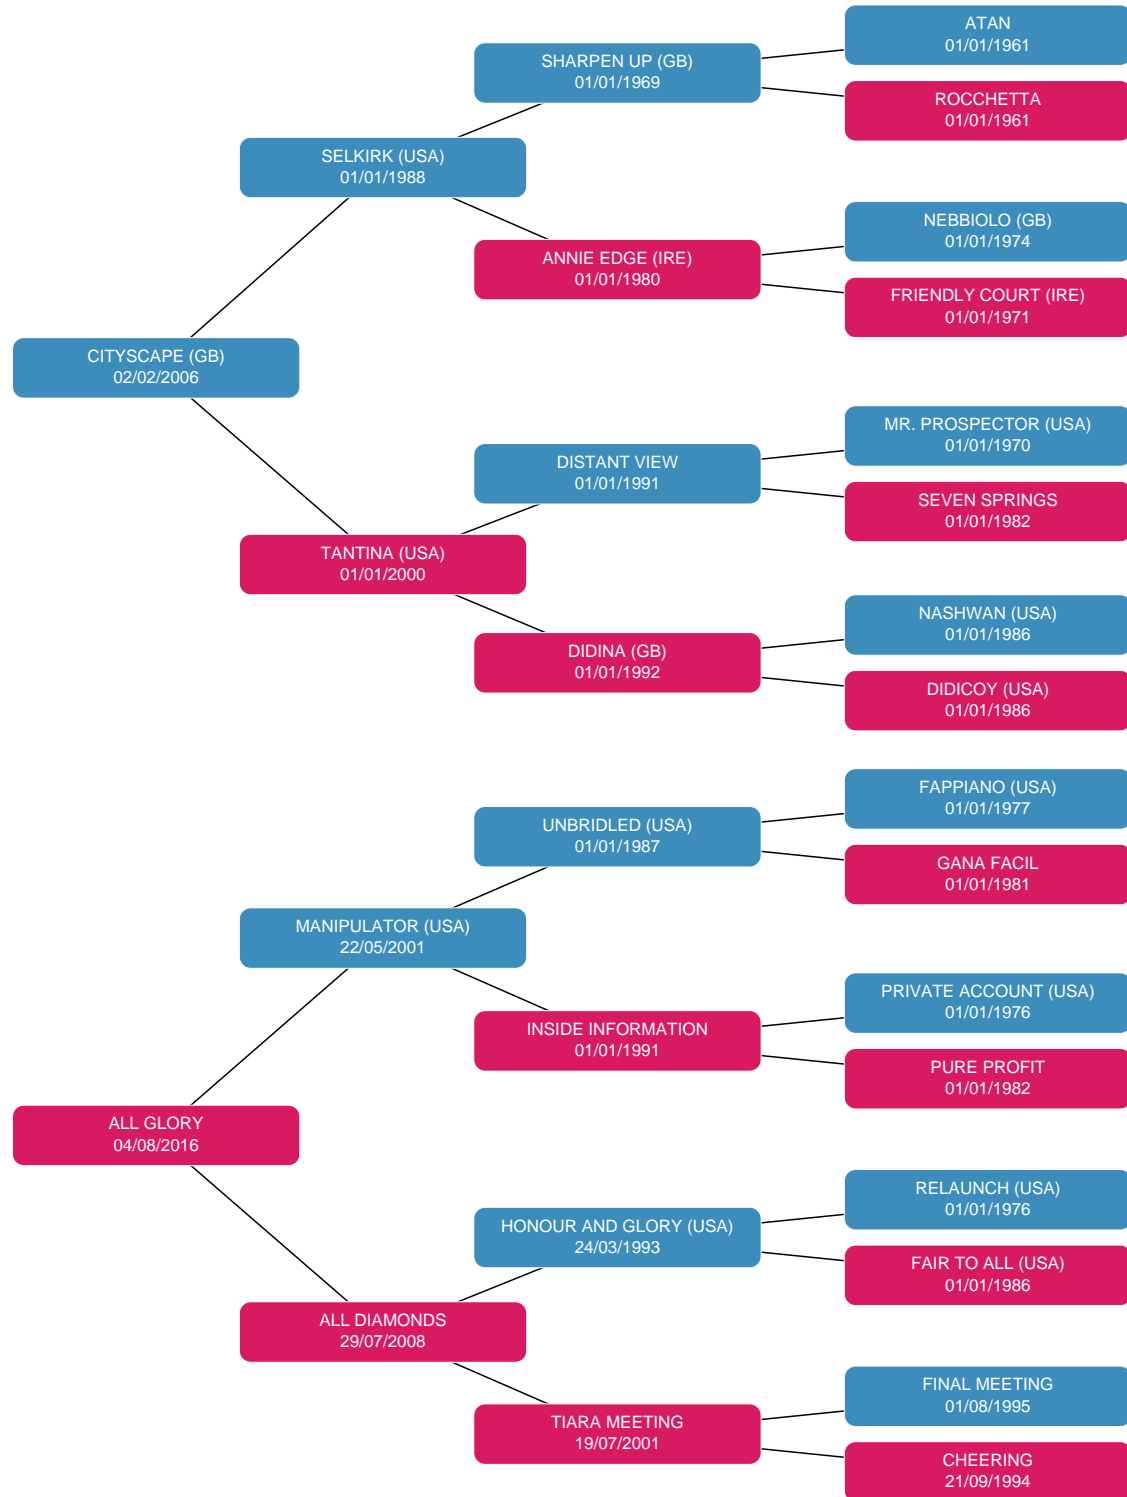 ATAN
01/01/1961
SHARPEN UP (GB)
01/01/1969
ROCCHETTA
01/01/1961
SELKIRK (USA)
01/01/1988
NEBBIOLO (GB)
01/01/1974
ANNIE EDGE (IRE)
01/01/1980
FRIENDLY COURT (IRE)
01/01/1971
CITYSCAPE (GB)
02/02/2006
MR. PROSPECTOR (USA)
01/01/1970
DISTANT VIEW
01/01/1991
SEVEN SPRINGS
01/01/1982
TANTINA (USA)
01/01/2000
NASHWAN (USA)
01/01/1986
DIDINA (GB)
01/01/1992
DIDICOY (USA)
01/01/1986
FAPPIANO (USA)
01/01/1977
UNBRIDLED (USA)
01/01/1987
GANA FACIL
01/01/1981
MANIPULATOR (USA)
22/05/2001
PRIVATE ACCOUNT (USA)
01/01/1976
INSIDE INFORMATION
01/01/1991
PURE PROFIT
01/01/1982
ALL GLORY
04/08/2016
RELAUNCH (USA)
01/01/1976
HONOUR AND GLORY (USA)
24/03/1993
FAIR TO ALL (USA)
01/01/1986
ALL DIAMONDS
29/07/2008
FINAL MEETING
01/08/1995
TIARA MEETING
19/07/2001
CHEERING
21/09/1994